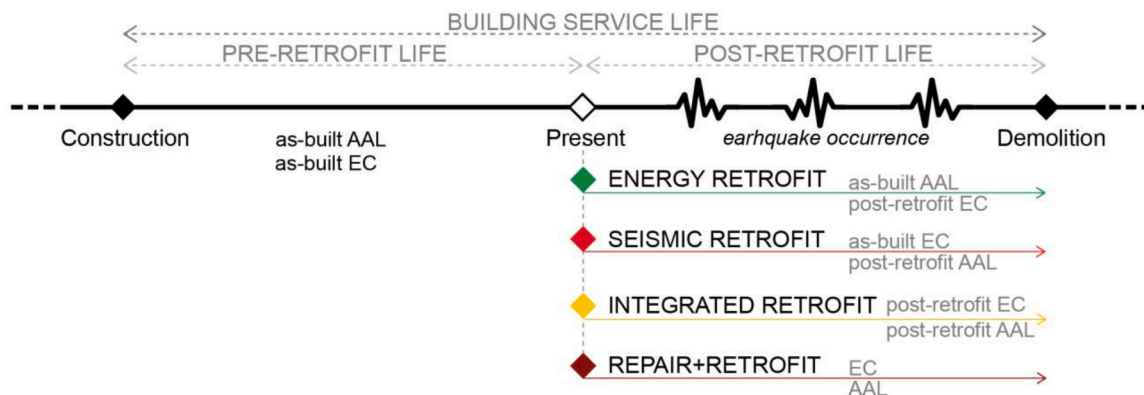 BUILDING SERVICE LIFE
PRE-RETROFIT LIFE POST-RETROFIT LIFE
Construction as-built AAL Present earhquake occurrence Demolition
as-built EC
ENERGY RETROFIT as-built AAL
post-retrofit EC
SEISMIC RETROFIT as-built EC
post-retrofit AAL
INTEGRATED RETROFIT post-retrofit EC
post-retrofit AAL
REPAIR+RETROFIT EC
AAL